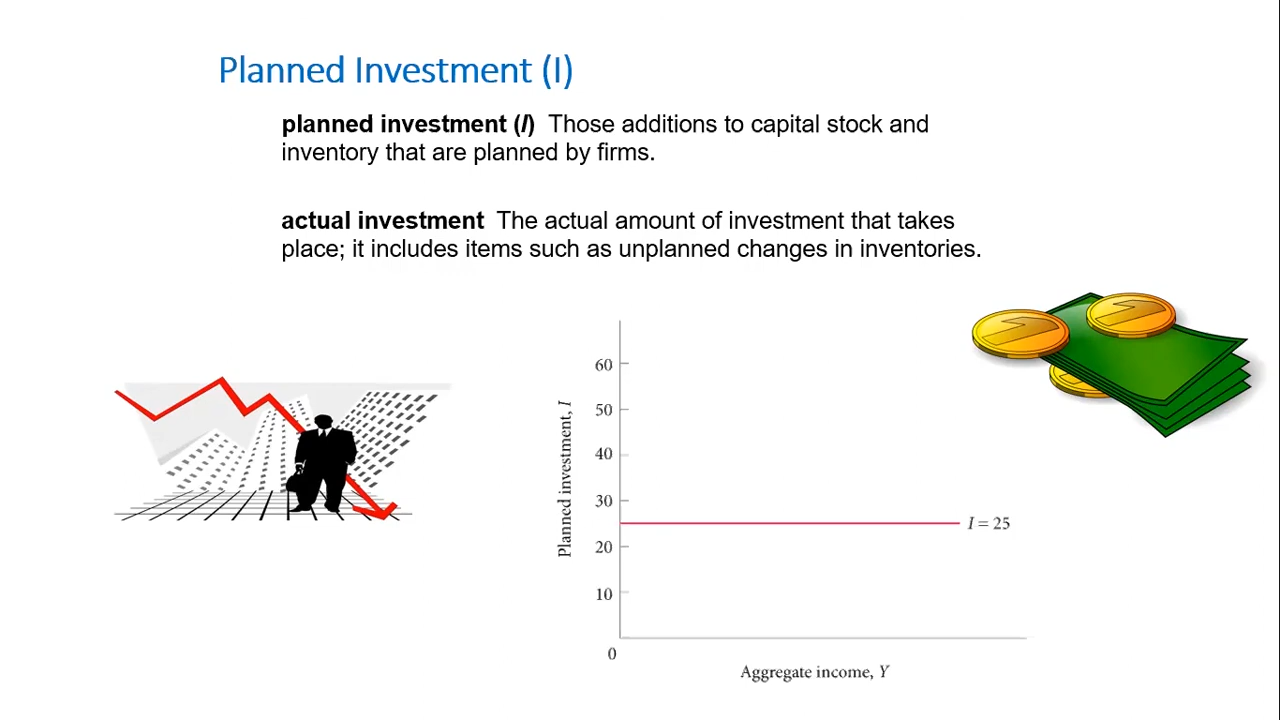 Planned Investment (I)
planned investment (I) Those additions to capital stock and
inventory that are planned by firms.
actual investment The actual amount of investment that takes
place; it includes items such as unplanned changes in inventories.
Planned investment, I
60
50
40
30
20
10
0
I = 25
Aggregate income, Y